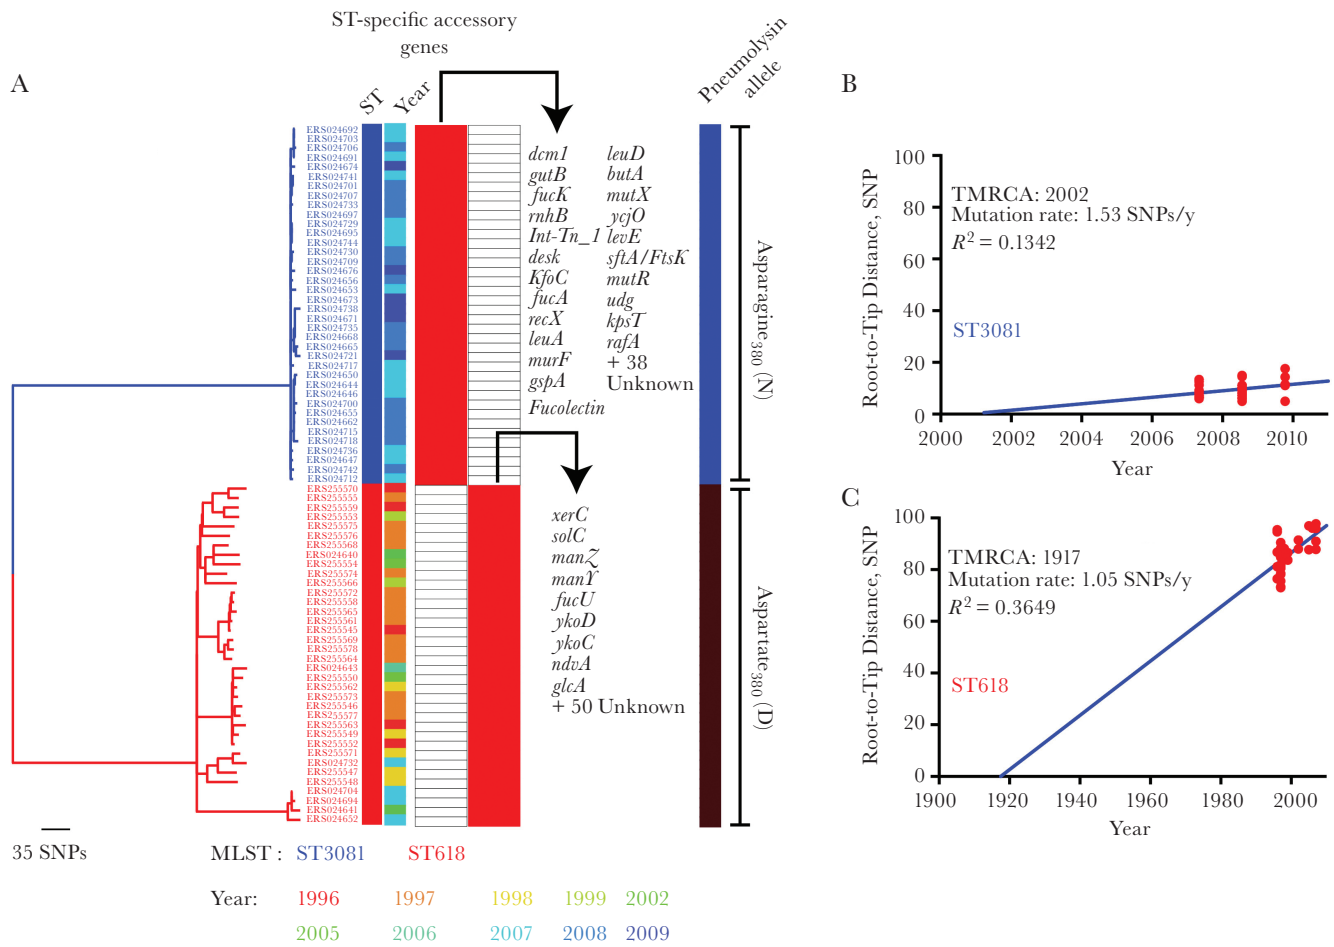 ST-specific accessory
genes
A
ST
Year
Pneumolysin
allele
ERS024692
ERS024703
ERS024706
ERS024691
ERS024674
ERS024741
ERS024701
ERS024707
ERS024733
ERS024697
ERS024729
ERS024695
ERS024744
ERS024730
ERS024709
ERS024676
ERS024656
ERS024653
ERS024673
ERS024738
ERS024671
ERS024735
ERS024668
ERS024665
ERS024721
ERS024717
ERS024650
ERS024644
ERS024646
ERS024700
ERS024655
ERS024662
ERS024715
ERS024718
ERS024736
ERS024647
ERS024742
ERS024712
ERS255570
ERS255555
ERS255559
ERS255553
ERS255575
ERS255576
ERS255568
ERS024640
ERS255554
ERS255574
ERS255566
ERS255572
ERS255558
ERS255565
ERS255561
ERS255545
ERS255569
ERS255578
ERS255564
ERS024643
ERS255550
ERS255562
ERS255573
ERS255546
ERS255577
ERS255563
ERS255549
ERS255552
ERS255571
ERS024732
ERS255547
ERS255548
ERS024704
ERS024694
ERS024641
ERS024652
dcm1
gutB
fucK
rnhB
Int-Tn_1
desk
KfoC
fucA
recX
leuA
murF
gspA
Fucolectin
leuD
butA
mutX
ycjO
levE
sftA/FtsK
mutR
udg
kpsT
rafA
+ 38
Unknown
xerC
solC
manZ
manY
fucU
ykoD
ykoC
ndvA
glcA
+ 50 Unknown
Asparagine380 (N)
Aspartate380 (D)
35 SNPs
MLST : ST3081 ST618
Year: 1996 1997 1998 1999 2002
2005 2006 2007 2008 2009
B
Root-to-Tip Distance, SNP
100
80
60
40
20
0
TMRCA: 2002
Mutation rate: 1.53 SNPs/y
R2 = 0.1342
ST3081
2000 2002 2004 2006 2008 2010
Year
C
Root-to-Tip Distance, SNP
100
80
60
40
20
0
TMRCA: 1917
Mutation rate: 1.05 SNPs/y
R2 = 0.3649
ST618
1900 1920 1940 1960 1980 2000
Year